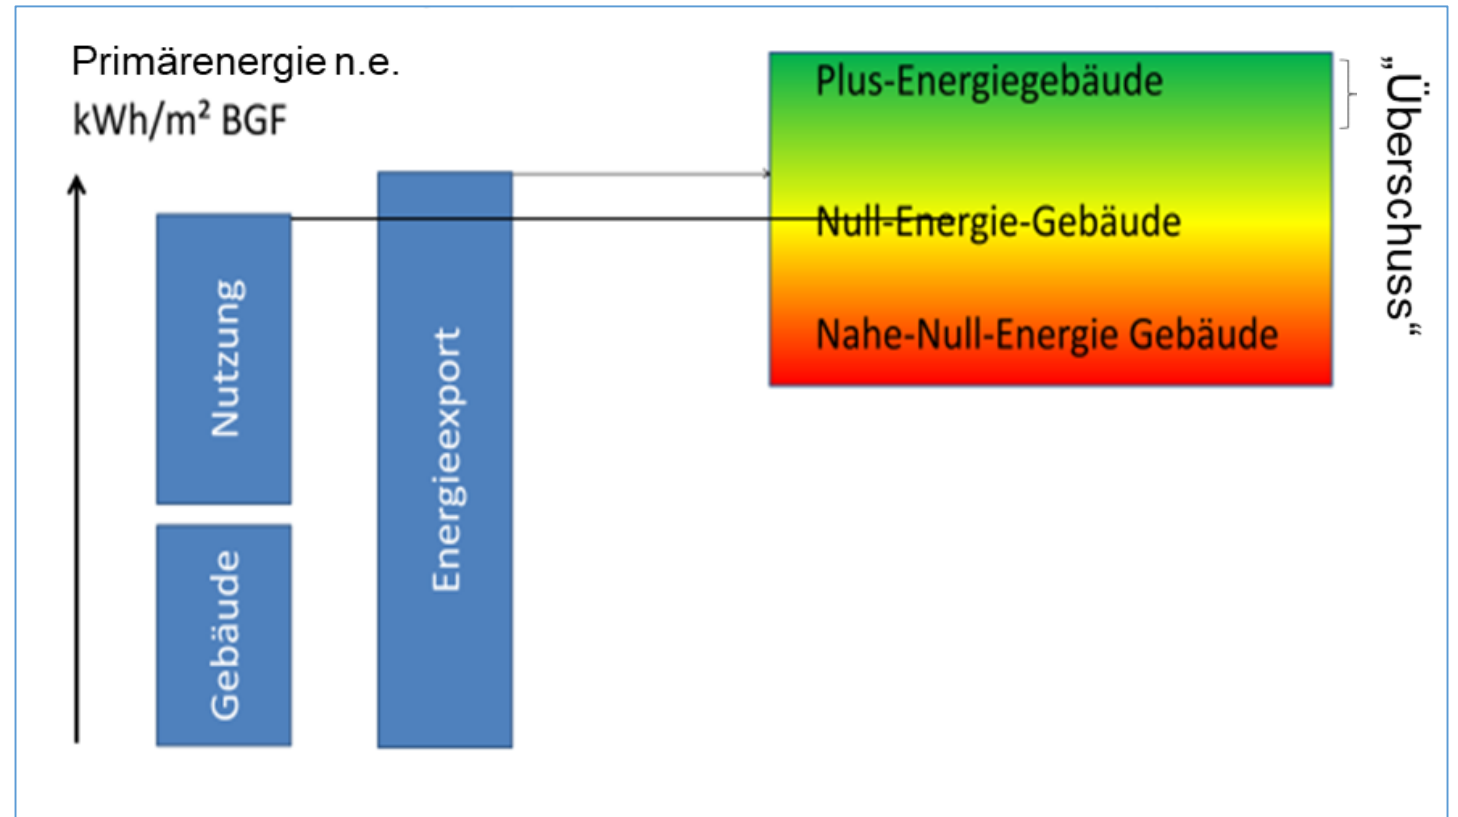 Primärenergie n.e.
kWh/m² BGF
Nutzung
Gebäude
Energieexport
Plus-Energiegebäude
Null-Energie-Gebäude
Nahe-Null-Energie Gebäude
„Überschuss“